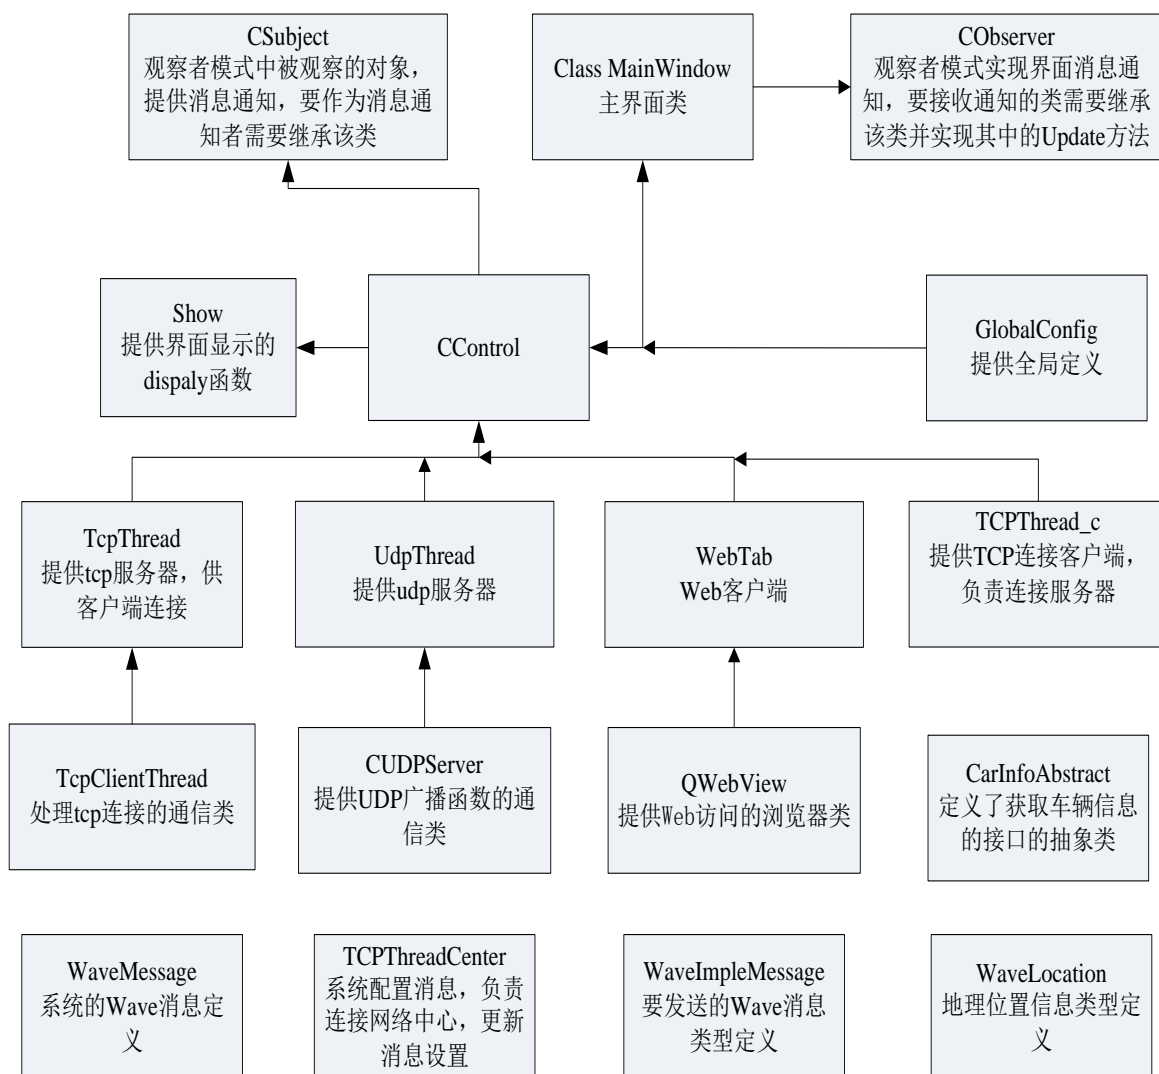 CSubject
观察者模式中被观察的对象,
提供消息通知，要作为消息通
知者需要继承该类
Class MainWindow
主界面类
CObserver
观察者模式实现界面消息通
知，要接收通知的类需要继承
该类并实现其中的Update方法
Show
提供界面显示的
dispaly函数
CControl
GlobalConfig
提供全局定义
TcpThread
提供tcp服务器，供
客户端连接
UdpThread
提供udp服务器
WebTab
Web客户端
TCPThread_c
提供TCP连接客户端，
负责连接服务器
TcpClientThread
处理tcp连接的通信类
CUDPServer
提供UDP广播函数的通
信类
QWebView
提供Web访问的浏览器类
CarInfoAbstract
定义了获取车辆信息
的接口的抽象类
WaveMessage
系统的Wave消息定
义
TCPThreadCenter
系统配置消息，负责
连接网络中心，更新
消息设置
WaveImpleMessage
要发送的Wave消息
类型定义
WaveLocation
地理位置信息类型定
义